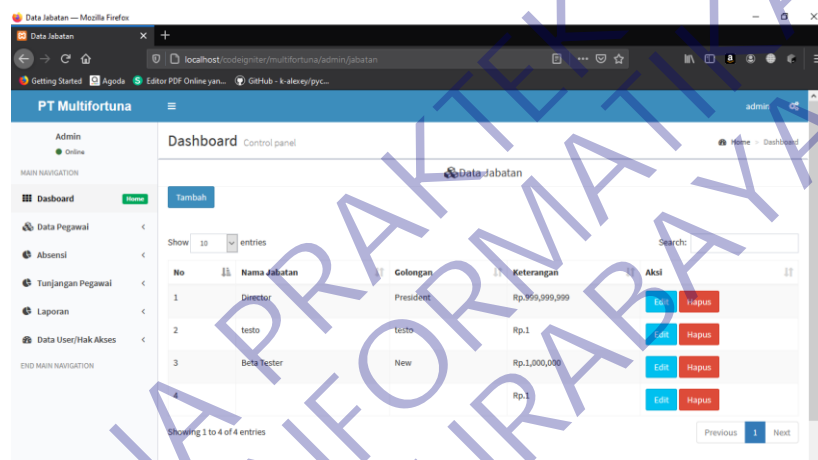 Data Jabatan — Mozilla Firefox
Data Jabatan
localhost/codeigniter/multifortuna/admin/jabatan
Getting Started Agoda Editor PDF Online yan... GitHub - k-alexey/pyc...
PT Multifortuna
admin
Admin
Online
Dashboard Control panel
Home > Dashboard
MAIN NAVIGATION
Data Jabatan
Dasboard Home
Tambah
Data Pegawai
Show 10 entries
Search:
Absensi
No Nama Jabatan Golongan Keterangan Aksi
Tunjangan Pegawai
1 Director President Rp.999,999,999 Edit Hapus
Laporan
2 testo testo Rp.1 Edit Hapus
Data User/Hak Akses
3 Beta Tester New Rp.1,000,000 Edit Hapus
END MAIN NAVIGATION
4 Rp.1 Edit Hapus
Showing 1 to 4 of 4 entries
Previous 1 Next
PRAKTEK
INFORMATIKA
SURABAYA